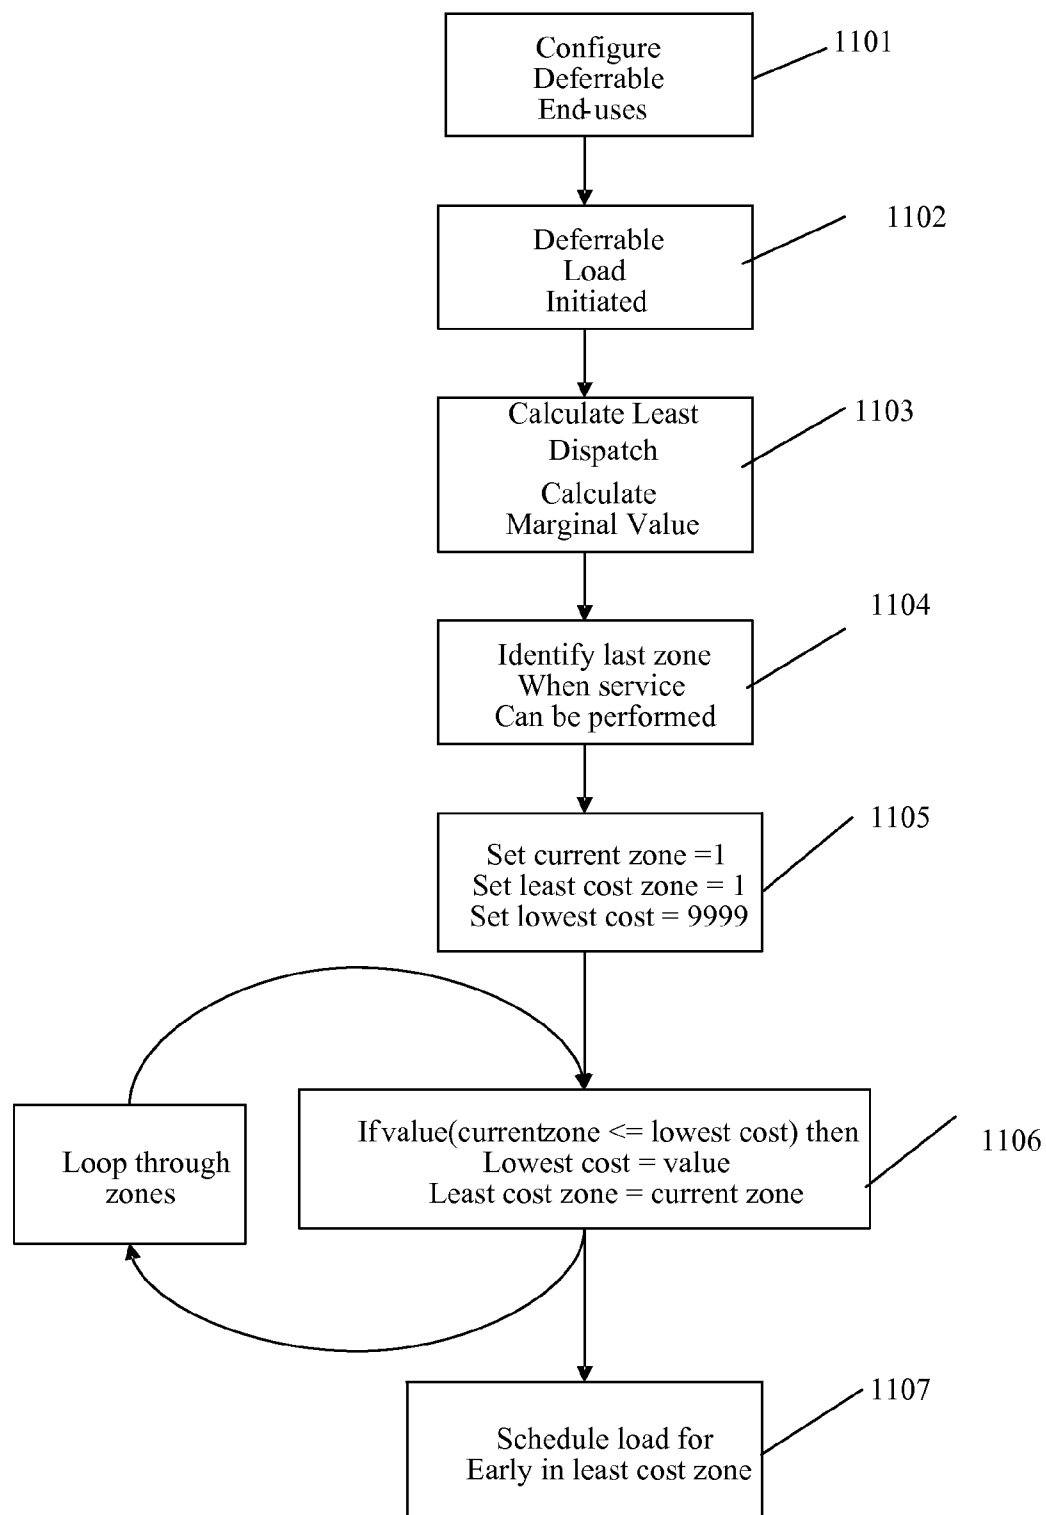 Configure
Deferrable
End-uses
1101
Deferrable
Load
Initiated
1102
Calculate Least
Dispatch
Calculate
Marginal Value
1103
Identify last zone
When service
Can be performed
1104
Set current zone =1
Set least cost zone = 1
Set lowest cost = 9999
1105
If value(currentzone <= lowest cost) then
Lowest cost = value
Least cost zone = current zone
1106
Loop through
zones
Schedule load for
Early in least cost zone
1107